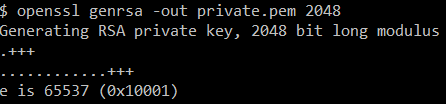 $ openssl genrsa -out private.pem 2048
Generating RSA private key, 2048 bit long modulus
.+++
............+++
e is 65537 (0x10001)